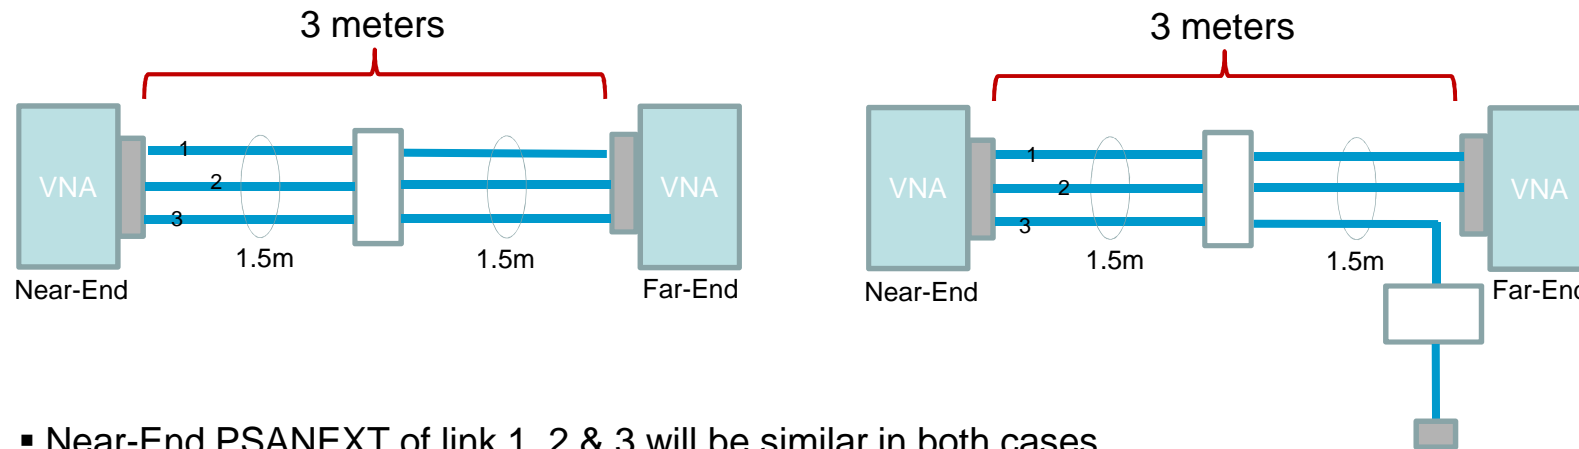 3 meters
1
2
3
VNA
VNA
1.5m
1.5m
Near-End
Far-End
3 meters
1
2
3
VNA
VNA
1.5m
1.5m
Near-End
Far-End
▪ Near-End PSANEXT of link 1, 2 & 3 will be similar in both cases